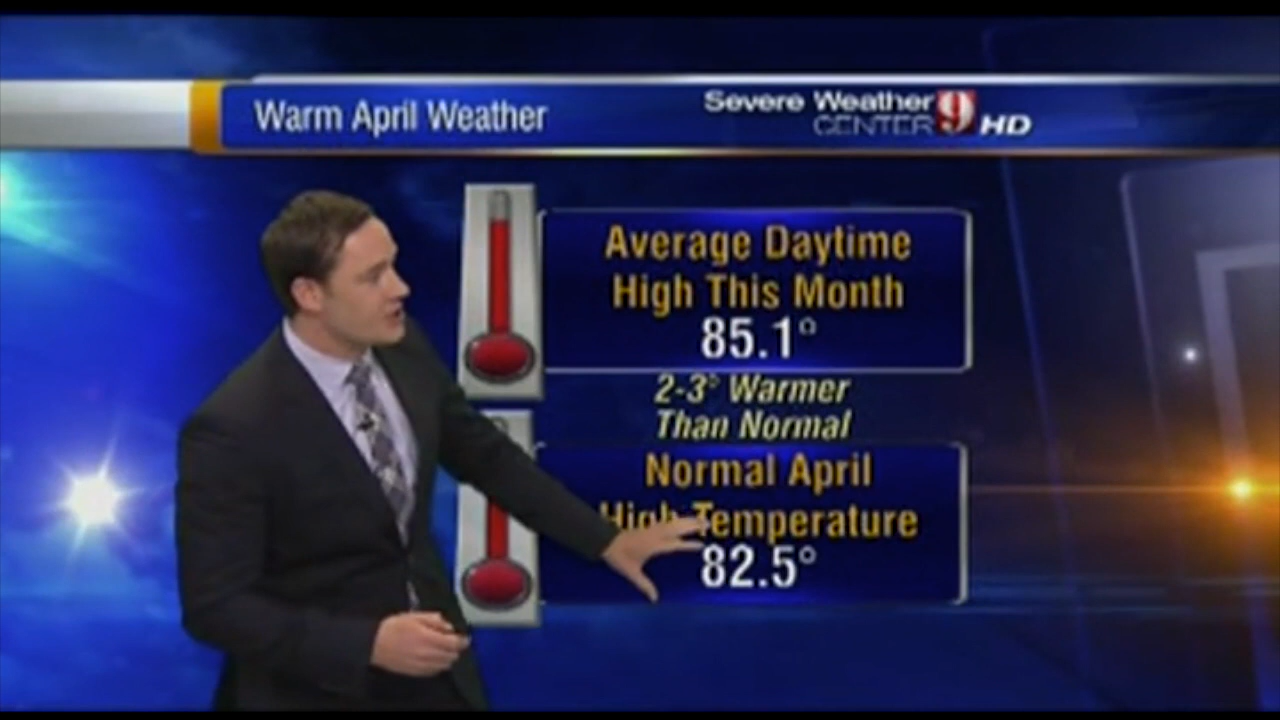 Warm April Weather
Severe Weather
CENTER 9 HD
Average Daytime
High This Month
85.1°
2-3° Warmer
Than Normal
Normal April
High Temperature
82.5°